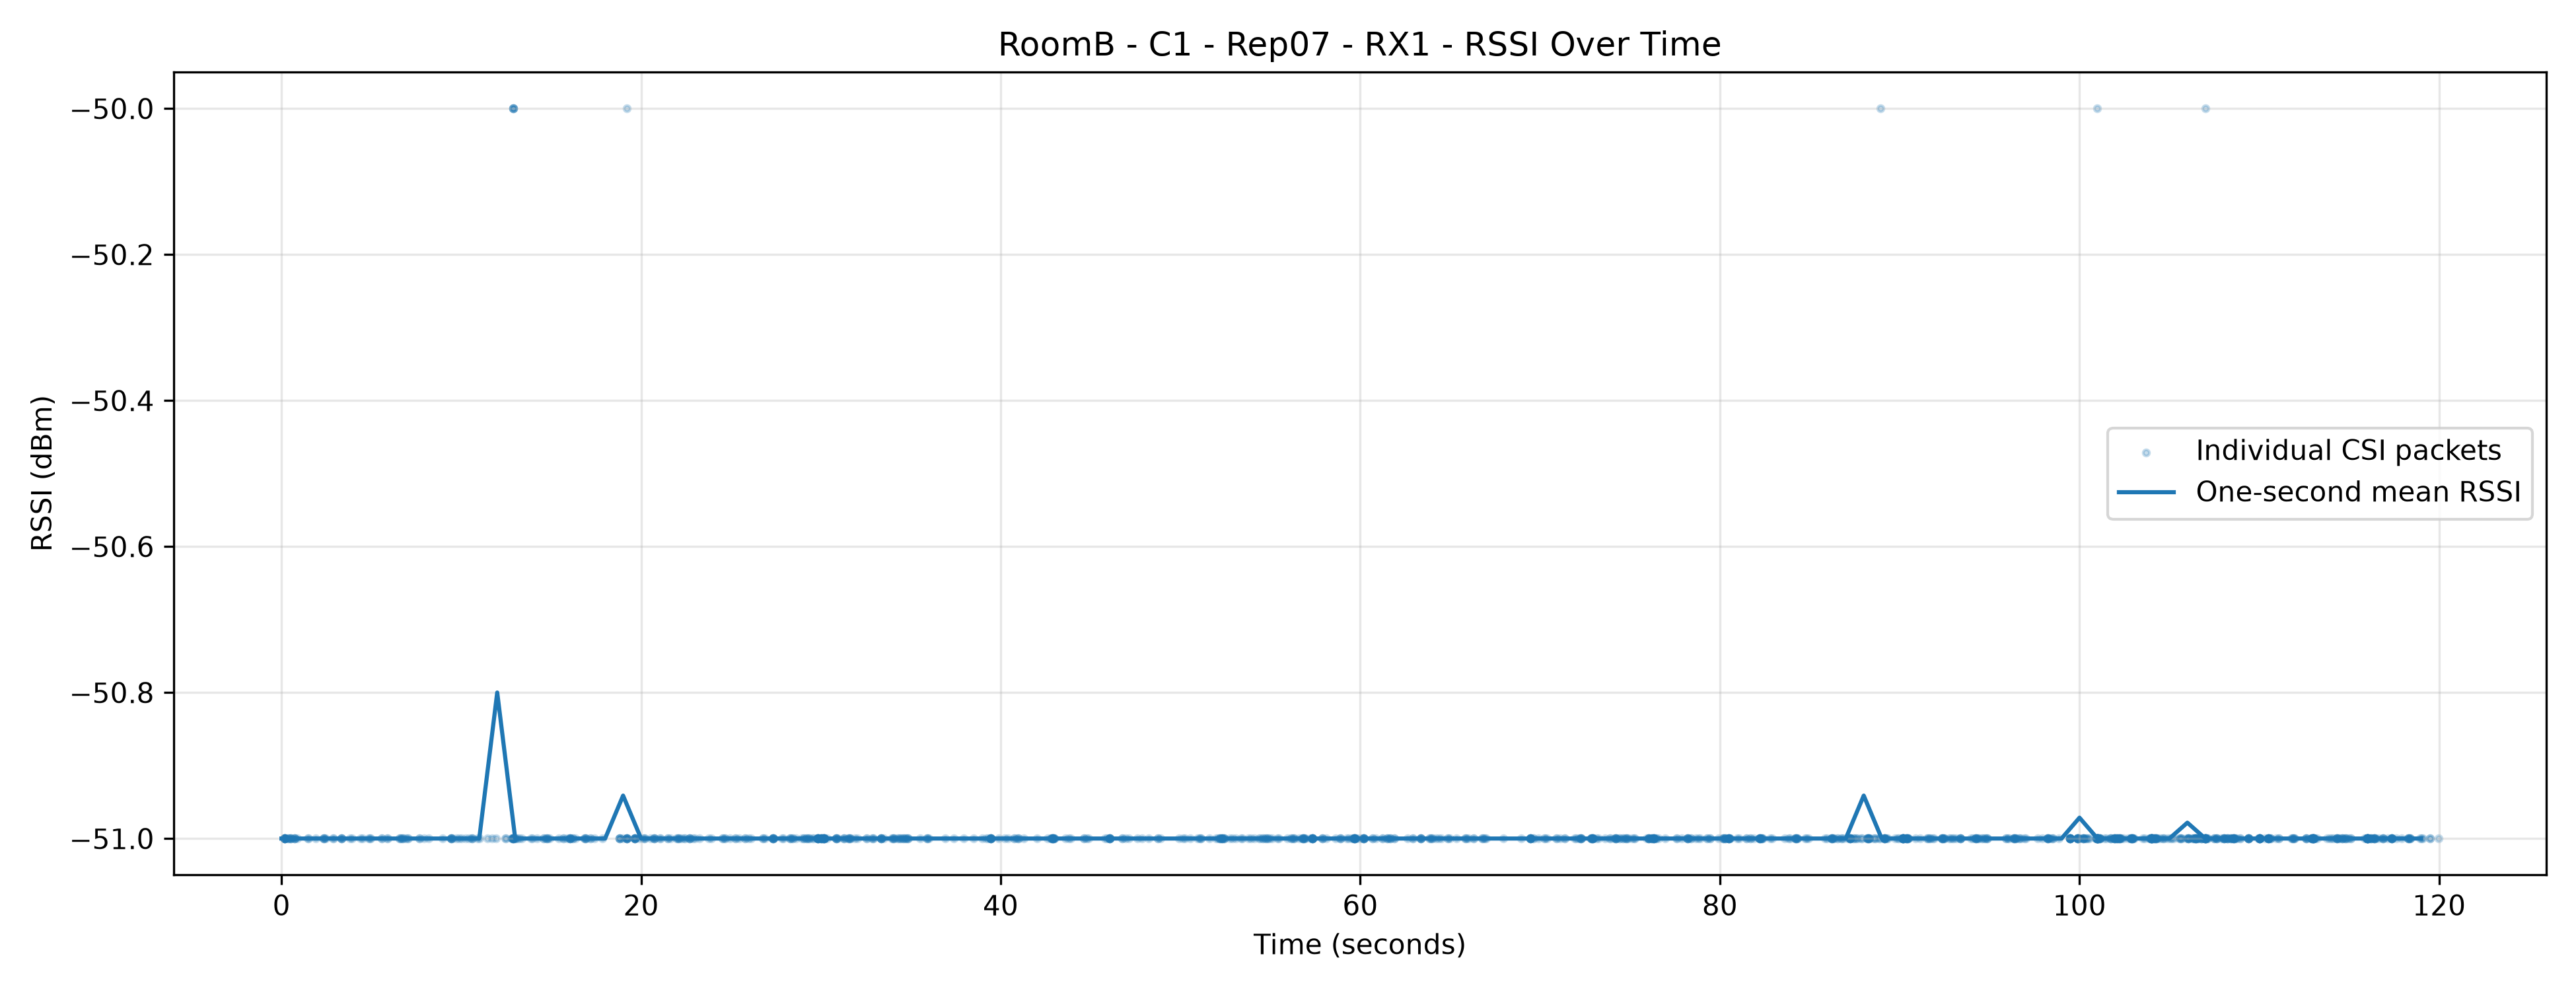 RoomB - C1 - Rep07 - RX1 - RSSI Over Time
RSSI (dBm)
−50.0
−50.2
−50.4
−50.6
−50.8
−51.0
Individual CSI packets
One-second mean RSSI
0 20 40 60 80 100 120
Time (seconds)